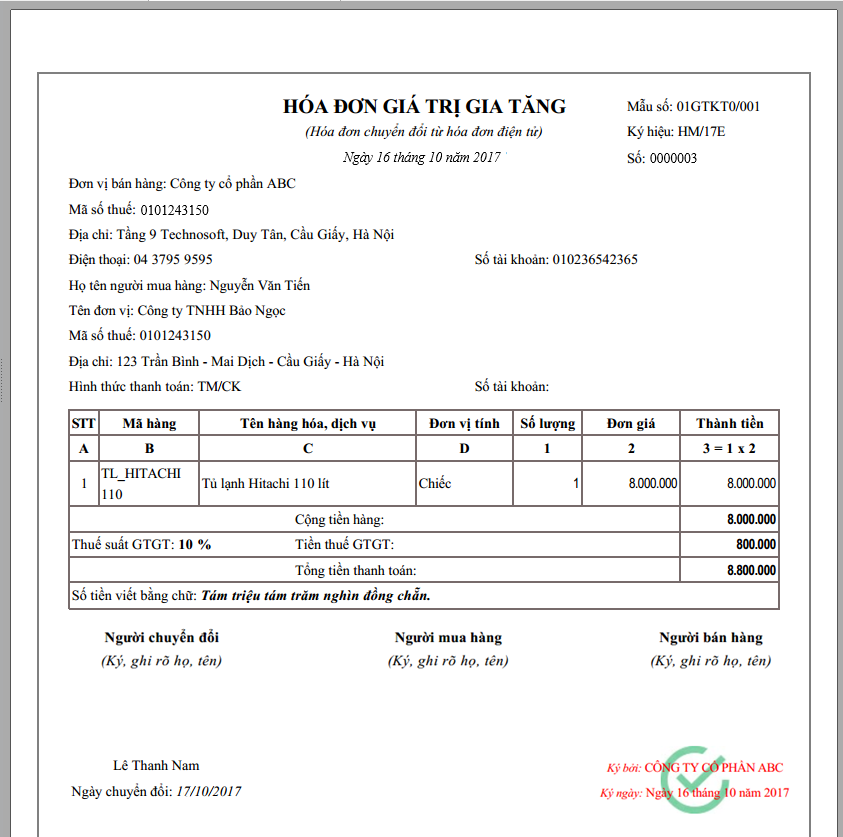 HÓA ĐƠN GIÁ TRỊ GIA TĂNG
(Hóa đơn chuyển đổi từ hóa đơn điện tử)
Ngày 16 tháng 10 năm 2017
Mẫu số: 01GTKT0/001
Ký hiệu: HM/17E
Số: 0000003
Đơn vị bán hàng: Công ty cổ phần ABC
Mã số thuế: 0101243150
Địa chỉ: Tầng 9 Technosoft, Duy Tân, Cầu Giấy, Hà Nội
Điện thoại: 04 3795 9595 Số tài khoản: 010236542365
Họ tên người mua hàng: Nguyễn Văn Tiến
Tên đơn vị: Công ty TNHH Bảo Ngọc
Mã số thuế: 0101243150
Địa chỉ: 123 Trần Bình - Mai Dịch - Cầu Giấy - Hà Nội
Hình thức thanh toán: TM/CK Số tài khoản:
STT Mã hàng Tên hàng hóa, dịch vụ Đơn vị tính Số lượng Đơn giá Thành tiền
A B C D 1 2 3 = 1 x 2
1 TL_HITACHI 110 Tủ lạnh Hitachi 110 lít Chiếc 1 8.000.000 8.000.000
Cộng tiền hàng: 8.000.000
Thuế suất GTGT: 10 % Tiền thuế GTGT: 800.000
Tổng tiền thanh toán: 8.800.000
Số tiền viết bằng chữ: Tám triệu tám trăm nghìn đồng chẵn.
Người chuyển đổi Người mua hàng Người bán hàng
(Ký, ghi rõ họ, tên) (Ký, ghi rõ họ, tên) (Ký, ghi rõ họ, tên)
Lê Thanh Nam Ký bởi: CÔNG TY CỔ PHẦN ABC
Ngày chuyển đổi: 17/10/2017 Ký ngày: Ngày 16 tháng 10 năm 2017